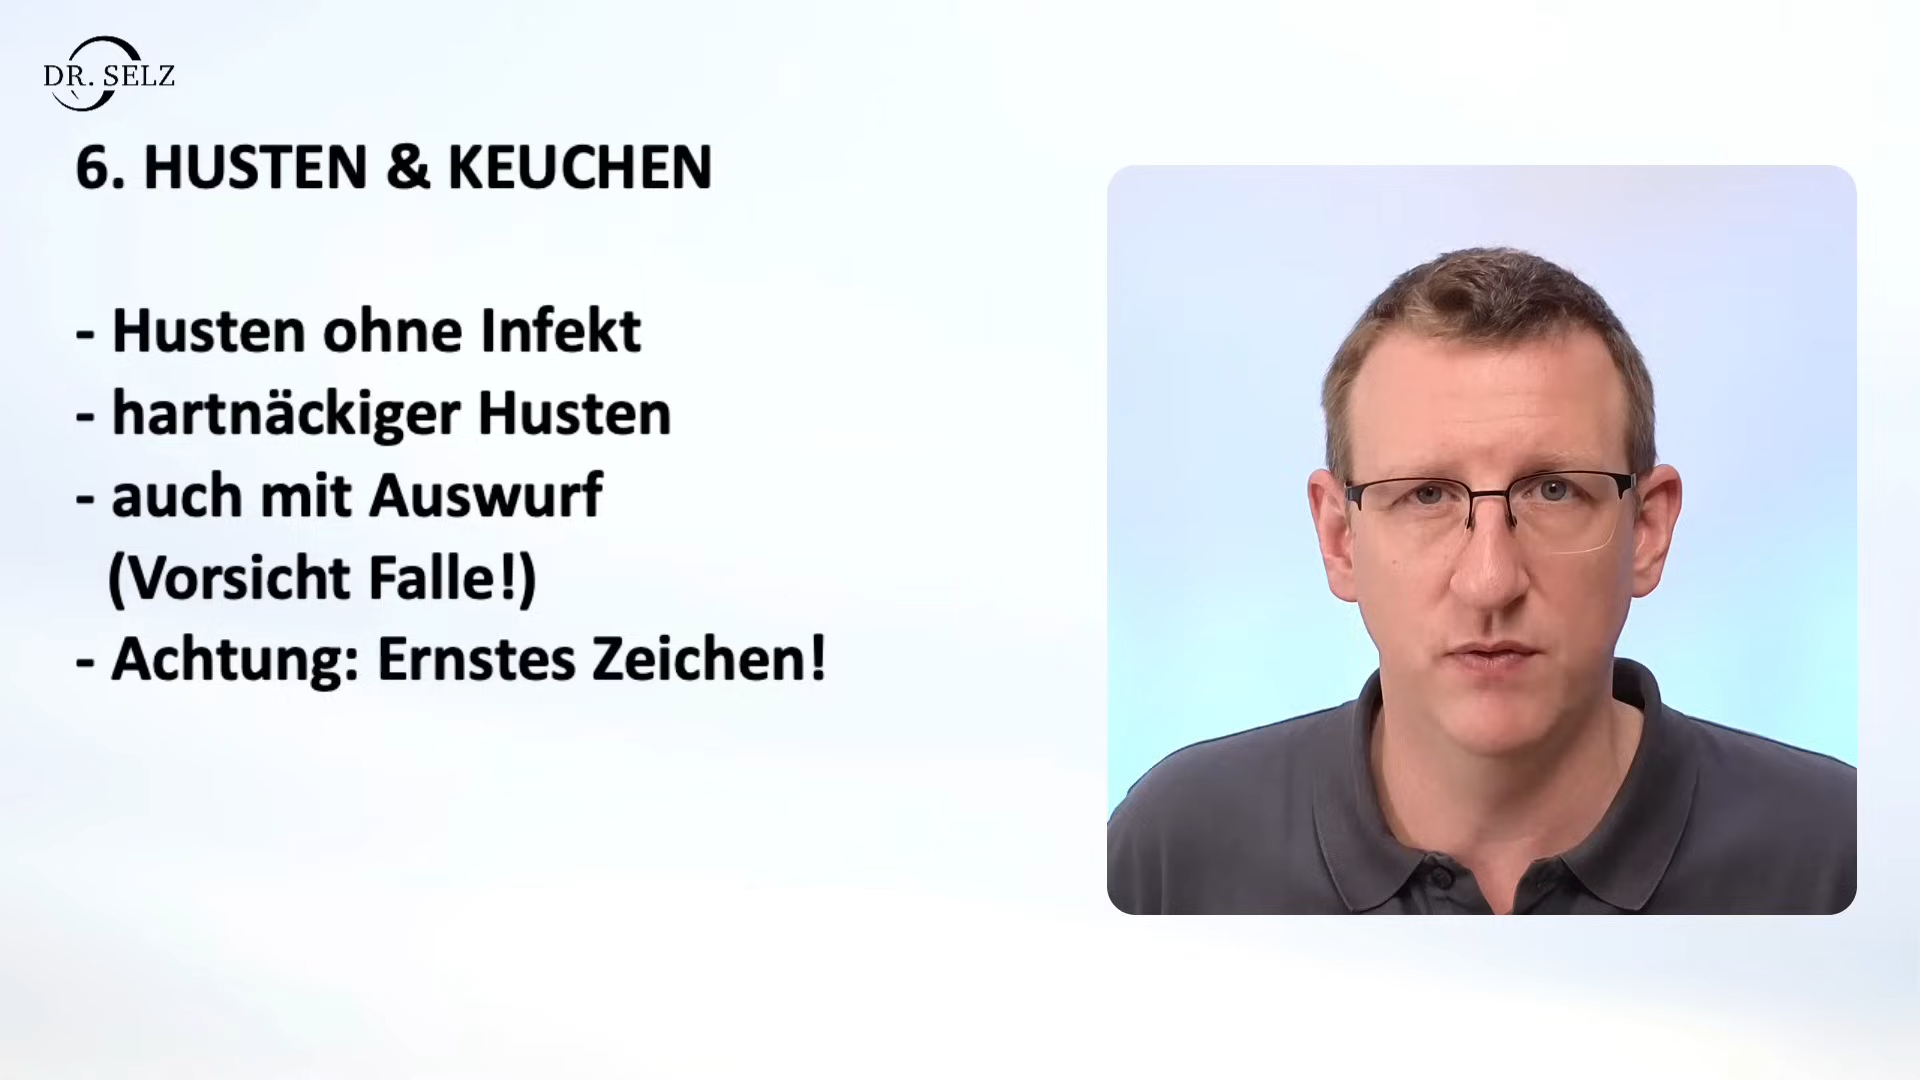 DR. SELZ
6. HUSTEN & KEUCHEN
- Husten ohne Infekt
- hartnäckiger Husten
- auch mit Auswurf
(Vorsicht Falle!)
- Achtung: Ernstes Zeichen!